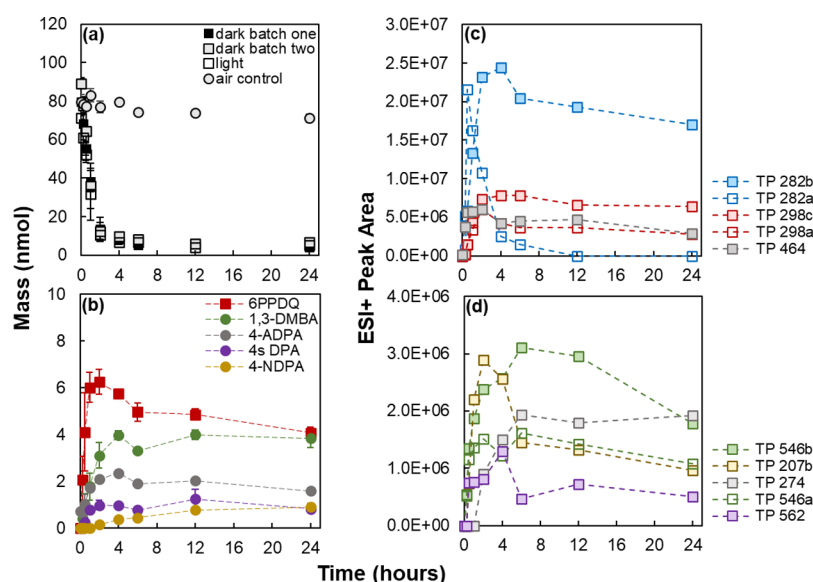 (a)
dark batch one
dark batch two
light
air control
120
100
80
60
40
20
0
0 4 8 12 16 20 24
Mass (nmol)
(b)
6PPDQ
1,3-DMBA
4-ADPA
4s DPA
4-NDPA
8
6
4
2
0
0 4 8 12 16 20 24
(c)
3.0E+07
2.5E+07
2.0E+07
1.5E+07
1.0E+07
5.0E+06
0.0E+00
0 4 8 12 16 20 24
ESI+ Peak Area
TP 282b
TP 282a
TP 298c
TP 298a
TP 464
(d)
4.0E+06
3.0E+06
2.0E+06
1.0E+06
0.0E+00
0 4 8 12 16 20 24
TP 546b
TP 207b
TP 274
TP 546a
TP 562
Time (hours)